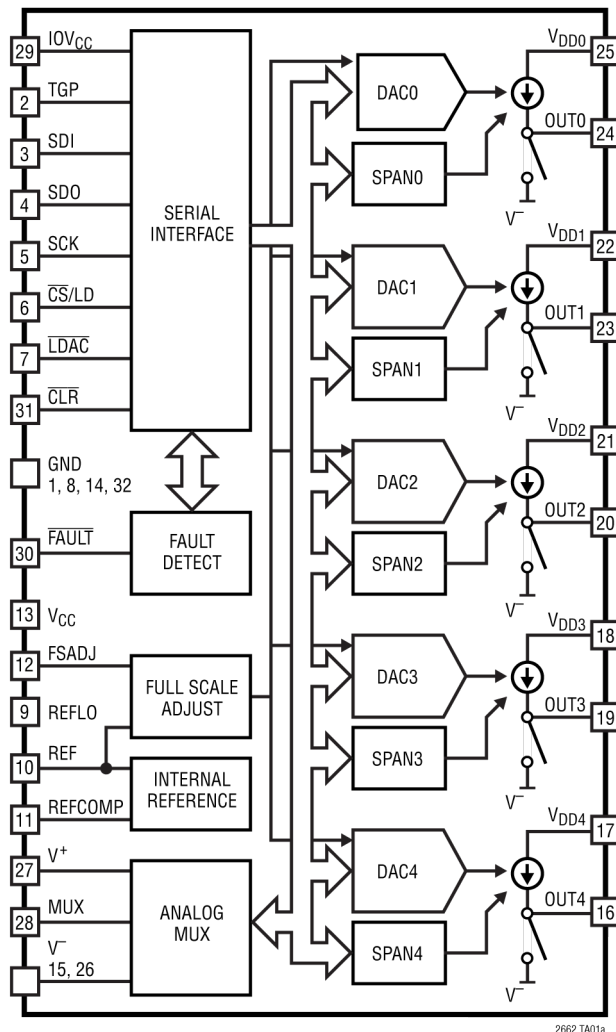 29 IOVCC
2 TGP
3 SDI
4 SDO
5 SCK
6 CS/LD
7 LDAC
31 CLR
GND
1, 8, 14, 32
30 FAULT
13 VCC
12 FSADJ
9 REFLO
10 REF
11 REFCOMP
27 V+
28 MUX
V–
15, 26
SERIAL
INTERFACE
FAULT
DETECT
FULL SCALE
ADJUST
INTERNAL
REFERENCE
ANALOG
MUX
DAC0
SPAN0
VDD0 25
OUT0 24
V–
DAC1
SPAN1
VDD1 22
OUT1 23
V–
DAC2
SPAN2
VDD2 21
OUT2 20
V–
DAC3
SPAN3
VDD3 18
OUT3 19
V–
DAC4
SPAN4
VDD4 17
OUT4 16
V–
2662 TA01a